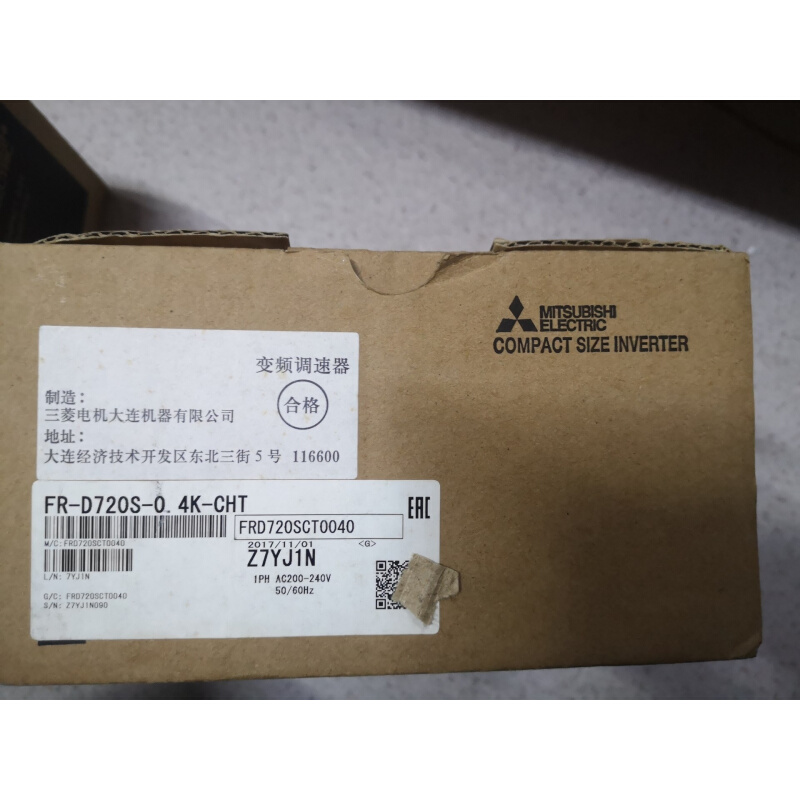 MITSUBISHI
ELECTRIC
COMPACT SIZE INVERTER
变频调速器
合格
制造：
三菱电机大连机器有限公司
地址：
大连经济技术开发区东北三街5号 116600
FR-D720S-0.4K-CHT
EAC
FRD720SCT0040
M/C: FRD720SCT0040
2017/11/01 <G>
Z7YJ1N
L/N: 7YJ1N
1PH AC200-240V
50/60Hz
G/C: FRD720SCT0040
S/N: Z7YJ1N090